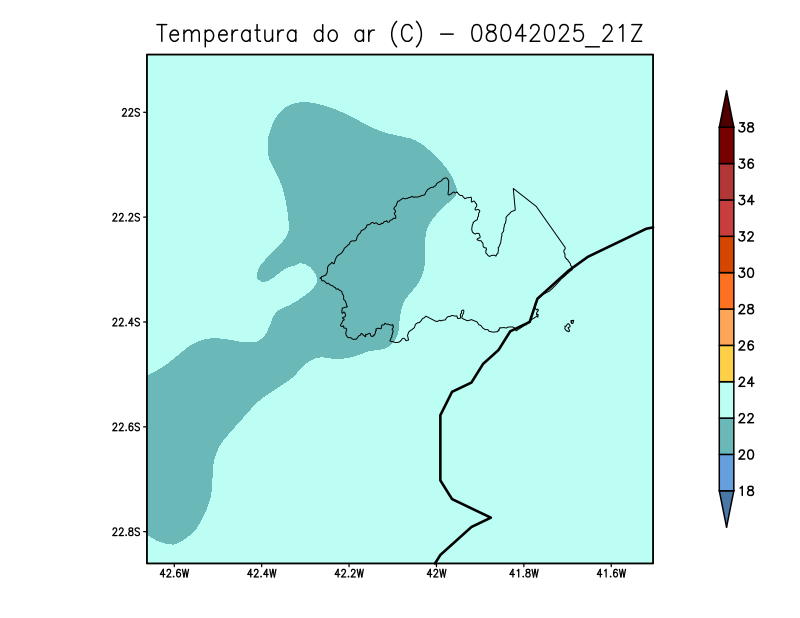 Temperatura do ar (C) – 08042025_21Z
22S
22.2S
22.4S
22.6S
22.8S
42.6W
42.4W
42.2W
42W
41.8W
41.6W
38
36
34
32
30
28
26
24
22
20
18